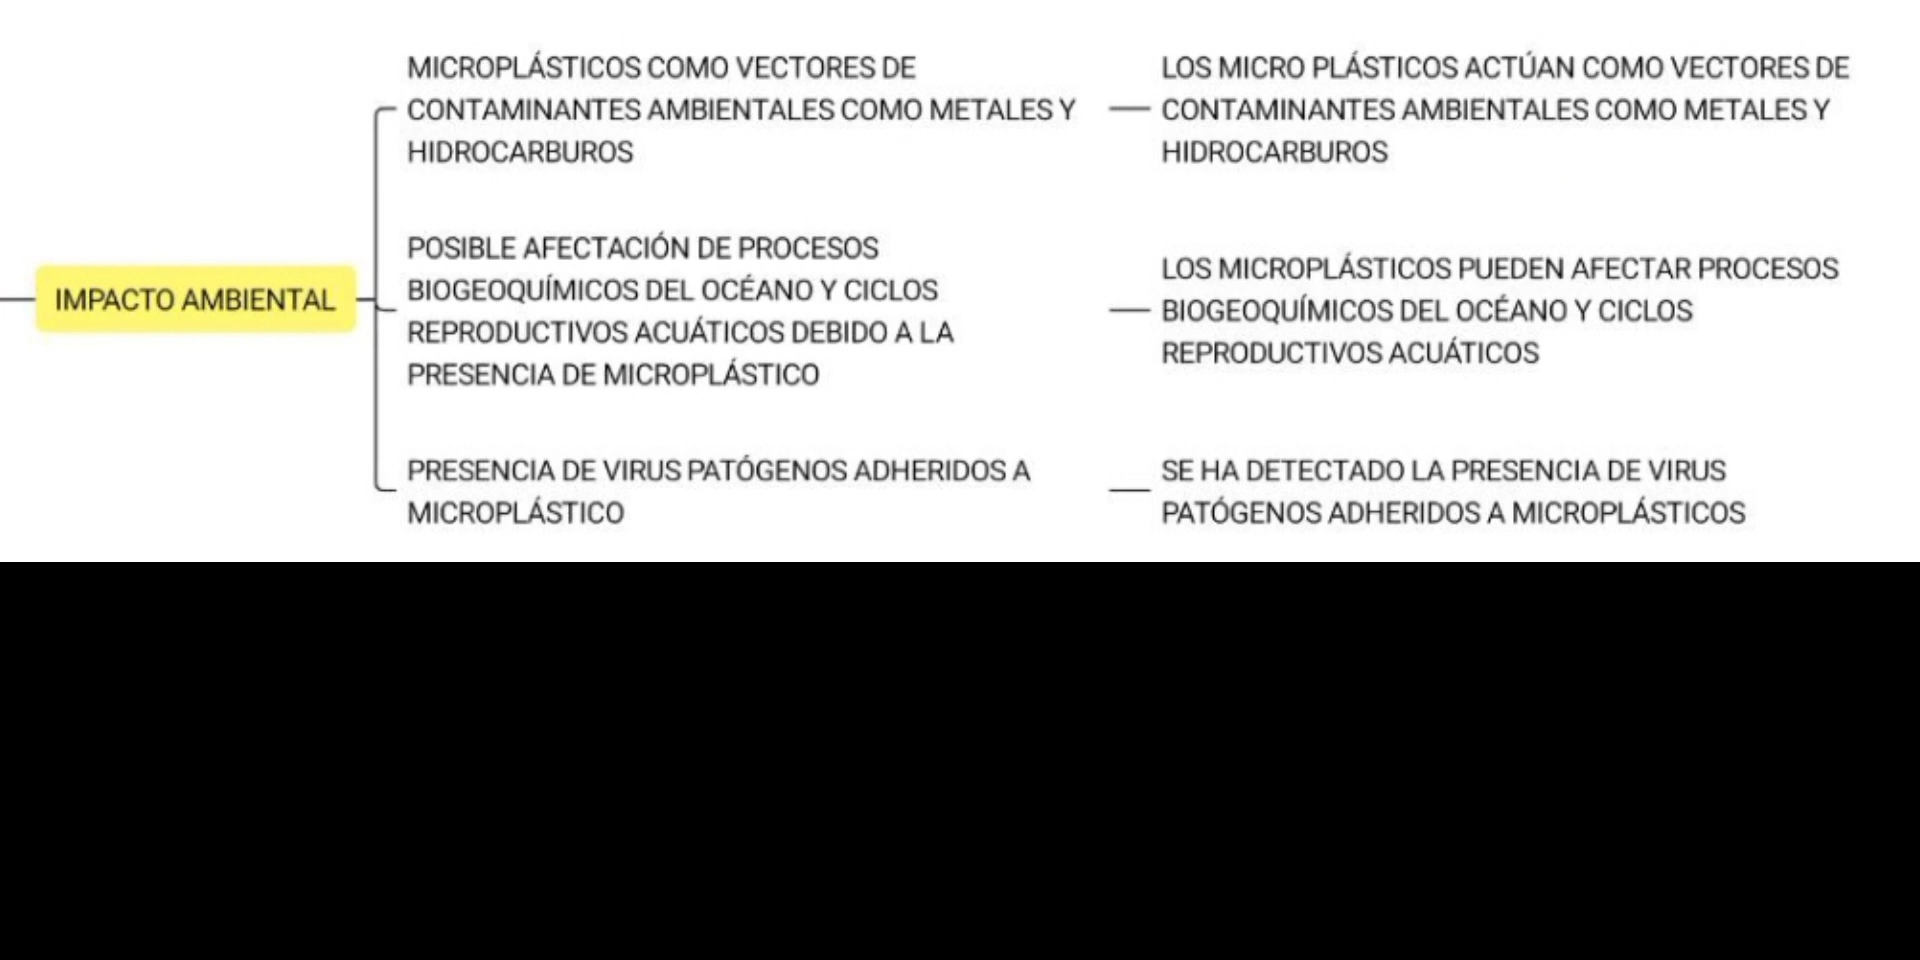 IMPACTO AMBIENTAL
MICROPLÁSTICOS COMO VECTORES DE
CONTAMINANTES AMBIENTALES COMO METALES Y
HIDROCARBUROS
LOS MICRO PLÁSTICOS ACTÚAN COMO VECTORES DE
CONTAMINANTES AMBIENTALES COMO METALES Y
HIDROCARBUROS
POSIBLE AFECTACIÓN DE PROCESOS
BIOGEOQUÍMICOS DEL OCÉANO Y CICLOS
REPRODUCTIVOS ACUÁTICOS DEBIDO A LA
PRESENCIA DE MICROPLÁSTICO
LOS MICROPLÁSTICOS PUEDEN AFECTAR PROCESOS
BIOGEOQUÍMICOS DEL OCÉANO Y CICLOS
REPRODUCTIVOS ACUÁTICOS
PRESENCIA DE VIRUS PATÓGENOS ADHERIDOS A
MICROPLÁSTICO
SE HA DETECTADO LA PRESENCIA DE VIRUS
PATÓGENOS ADHERIDOS A MICROPLÁSTICOS